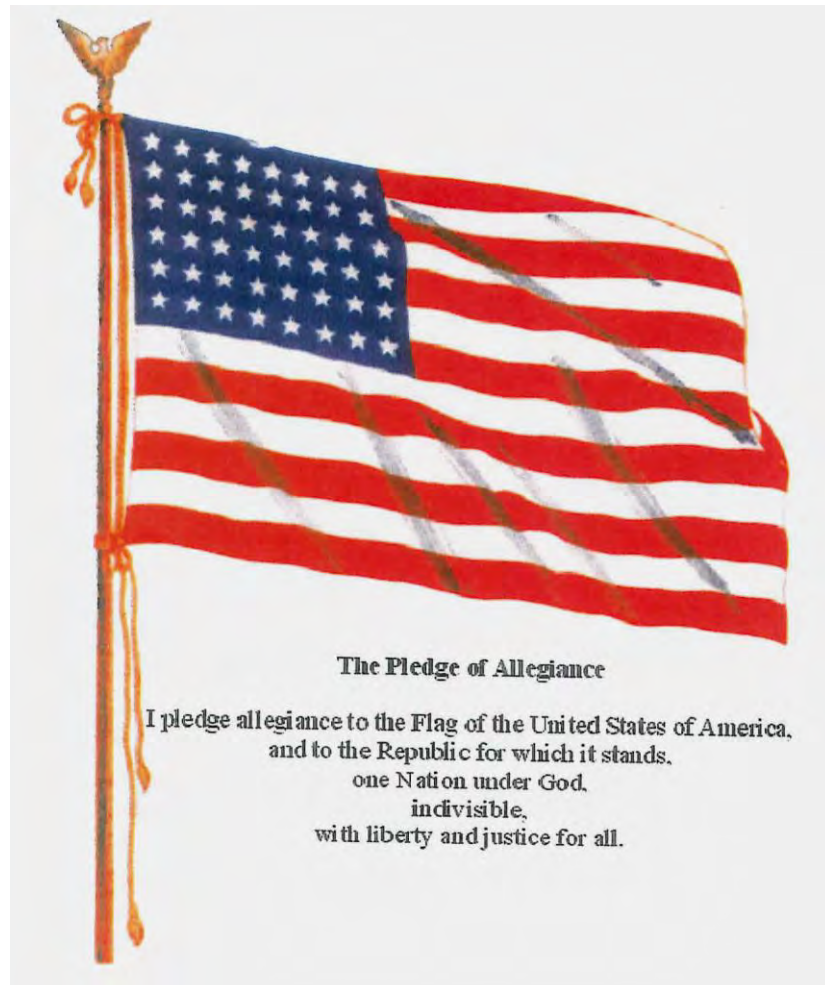 The Pledge of Allegiance
I pledge allegiance to the Flag of the United States of America,
and to the Republic for which it stands,
one Nation under God,
indivisible,
with liberty and justice for all.